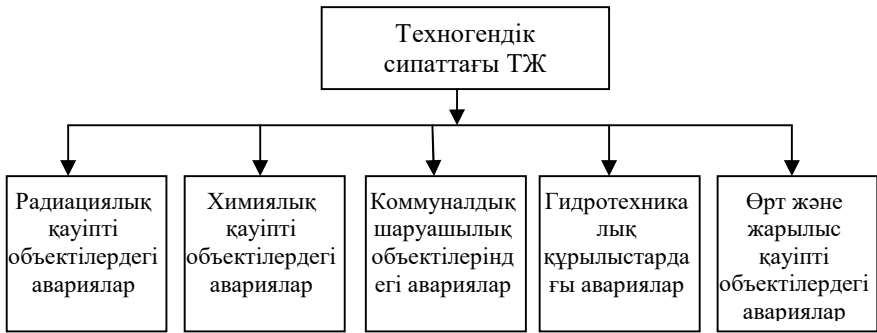 Техногендік
сипаттағы ТЖ
Радиациялық
қауіпті
объектілердегі
авариялар
Химиялық
қауіпті
объектілердегі
авариялар
Коммуналдық
шаруашылық
объектілерінд
егі авариялар
Гидротехника
лық
құрылыстарда
ғы авариялар
Өрт және
жарылыс
қауіпті
объектілердегі
авариялар